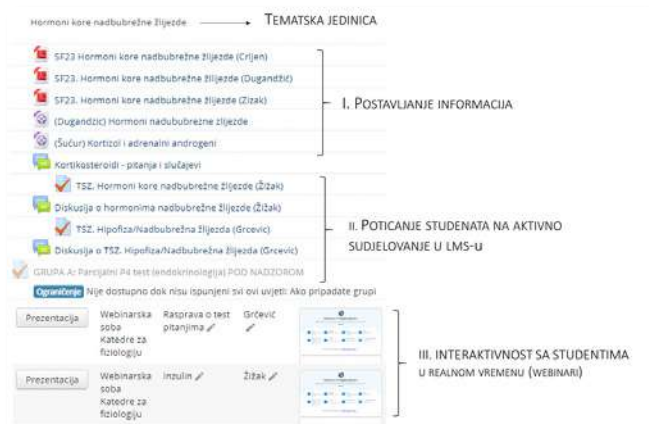 Hormoni kore nadbubrežne žlijezde
TEMATSKA JEDINICA
SF23 Hormoni kore nadbubrežne žlijezde (Crljen)
SF23. Hormoni kore nadbubrežne žlijezde (Dugandžić)
SF23. Hormoni kore nadbubrežne žlijezde (Zizak)
(Dugandzic) Hormoni nadububrezne zlijezde
(Šućur) Kortizol i adrenalni androgeni
Kortikosteroidi - pitanja i slučajevi
I. POSTAVLJANJE INFORMACIJA
TSZ. Hormoni kore nadbubrežne žlijezde (Žižak)
Diskusija o hormonima nadbubrežne žlijezde (Žižak)
TSZ. Hipofiza/Nadbubrežna žlijezda (Grcevic)
Diskusija o TSZ. Hipofiza/Nadbubrežna žlijezda (Grcevic)
II. POTICANJE STUDENATA NA AKTIVNO
SUDJELOVANJE U LMS-U
GRUPA A: Parcijalni P4 test (endokrinologija) POD NADZOROM
Ograničenje Nije dostupno dok nisu ispunjeni svi ovi uvjeti: Ako pripadate grupi
Prezentacija
Webinarska
soba
Katedre za
fiziologiju
Rasprava o test
pitanjima
Grčević
Prezentacija
Webinarska
soba
Katedre za
fiziologiju
Inzulin
Žižak
III. INTERAKTIVNOST SA STUDENTIMA
U REALNOM VREMENU (WEBINARI)